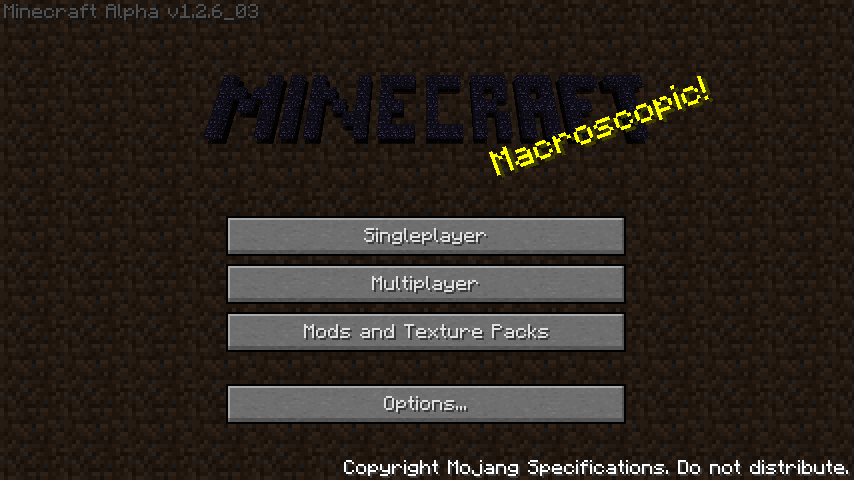 Minecraft Alpha v1.2.6_03
MINECRAFT
Macroscopic!
Singleplayer
Multiplayer
Mods and Texture Packs
Options...
Copyright Mojang Specifications. Do not distribute.